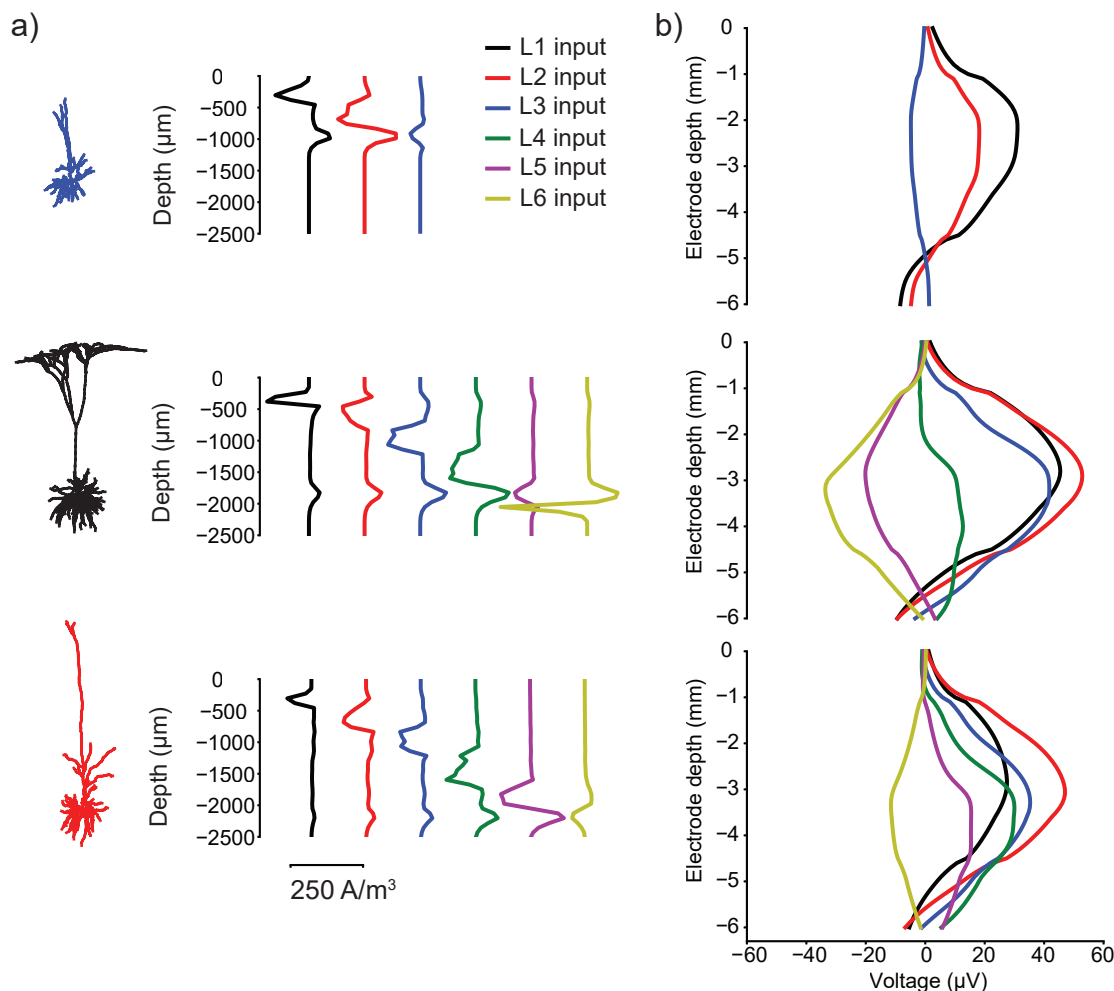 a)
b)
L1 input
L2 input
L3 input
L4 input
L5 input
L6 input
Depth (µm)
0
−500
−1000
−1500
−2000
−2500
Depth (µm)
0
−500
−1000
−1500
−2000
−2500
Depth (µm)
0
−500
−1000
−1500
−2000
−2500
250 A/m³
Electrode depth (mm)
0
−1
−2
−3
−4
−5
−6
Electrode depth (mm)
0
−1
−2
−3
−4
−5
−6
Electrode depth (mm)
0
−1
−2
−3
−4
−5
−6
−60 −40 −20 0 20 40 60
Voltage (µV)